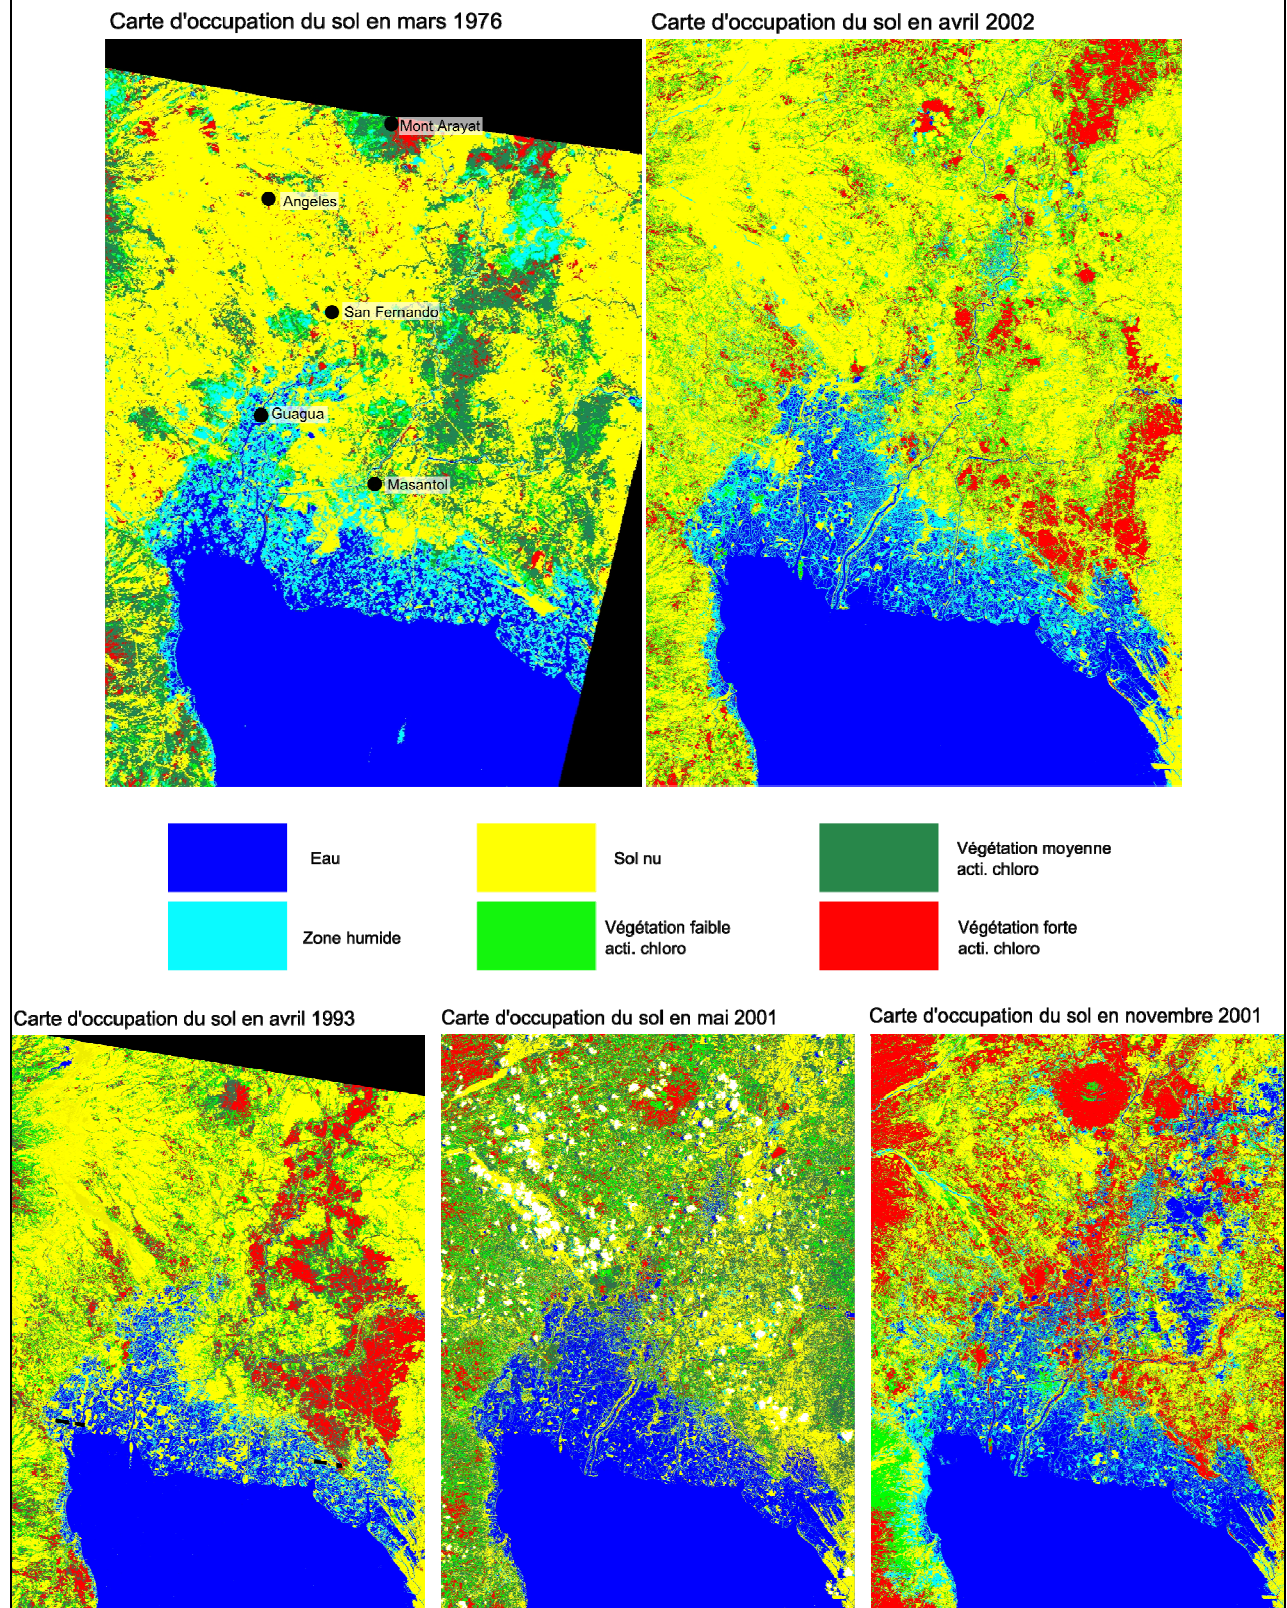 Carte d'occupation du sol en mars 1976
Carte d'occupation du sol en avril 2002
Mont Arayat
Angeles
San Fernando
Guagua
Masantol
Eau
Sol nu
Végétation moyenne
acti. chloro
Zone humide
Végétation faible
acti. chloro
Végétation forte
acti. chloro
Carte d'occupation du sol en avril 1993
Carte d'occupation du sol en mai 2001
Carte d'occupation du sol en novembre 2001